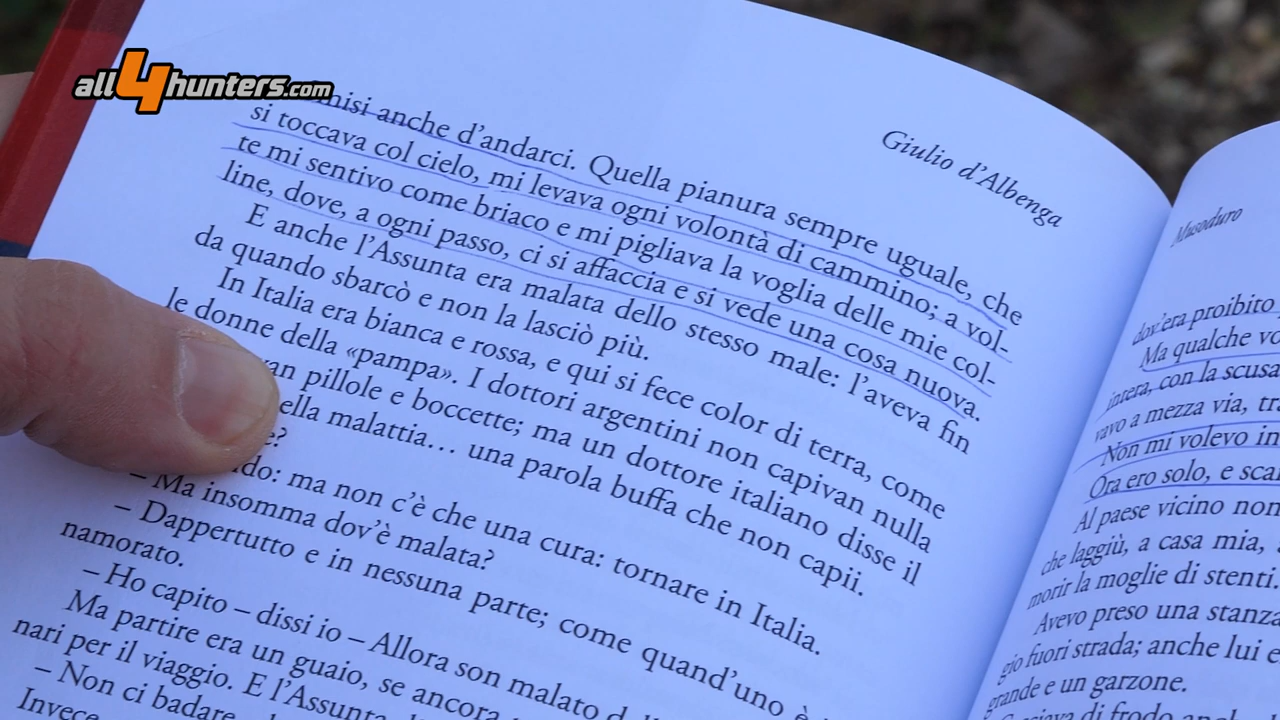 all4hunters.com
Giulio d'Albenga
misi anche d'andarci. Quella pianura sempre uguale, che
si toccava col cielo, mi levava ogni volontà di cammino; a vol-
te mi sentivo come briaco e mi pigliava la voglia delle mie col-
line, dove, a ogni passo, ci si affaccia e si vede una cosa nuova.
E anche l'Assunta era malata dello stesso male: l'aveva fin
da quando sbarcò e non la lasciò più.
In Italia era bianca e rossa, e qui si fece color di terra, come
le donne della «pampa». I dottori argentini non capivan nulla
pillole e boccette; ma un dottore italiano disse il
malattia… una parola buffa che non capii.
ma non c'è che una cura: tornare in Italia.
– Ma insomma dov'è malata?
– Dappertutto e in nessuna parte; come quand'uno è
namorato.
– Ho capito – dissi io – Allora son malato
Ma partire era un guaio, se ancora
nari per il viaggio. E l'Assunta
– Non ci badare
Invece
Musoduro
dov'era proibito
Ma qualche
intera, con la scusa
vavo a mezza via,
Non mi volevo
Ora ero solo, e
Al paese vicino non
che laggiù, a casa mia,
morir la moglie di stenti.
Avevo preso una stanza
gio fuori strada; anche lui
grande e un garzone.
di frodo anche